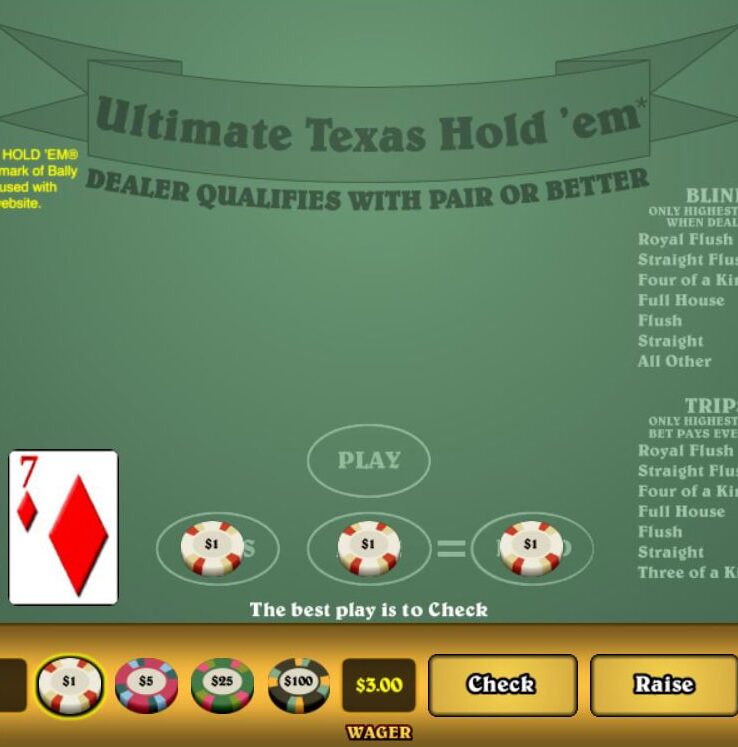 Ultimate Texas Hold 'em*
HOLD 'EM®
mark of Bally
used with
ebsite.
DEALER QUALIFIES WITH PAIR OR BETTER
BLIN
ONLY HIGHEST
WHEN DEAL
Royal Flush
Straight Flus
Four of a Kin
Full House
Flush
Straight
All Other
TRIPS
ONLY HIGHEST
BET PAYS EVE
Royal Flush
Straight Flus
Four of a Kin
Full House
Flush
Straight
Three of a K
PLAY
7
$1 S
$1
=
$1
The best play is to Check
$1
$5
$25
$100
$3.00
Check
Raise
WAGER